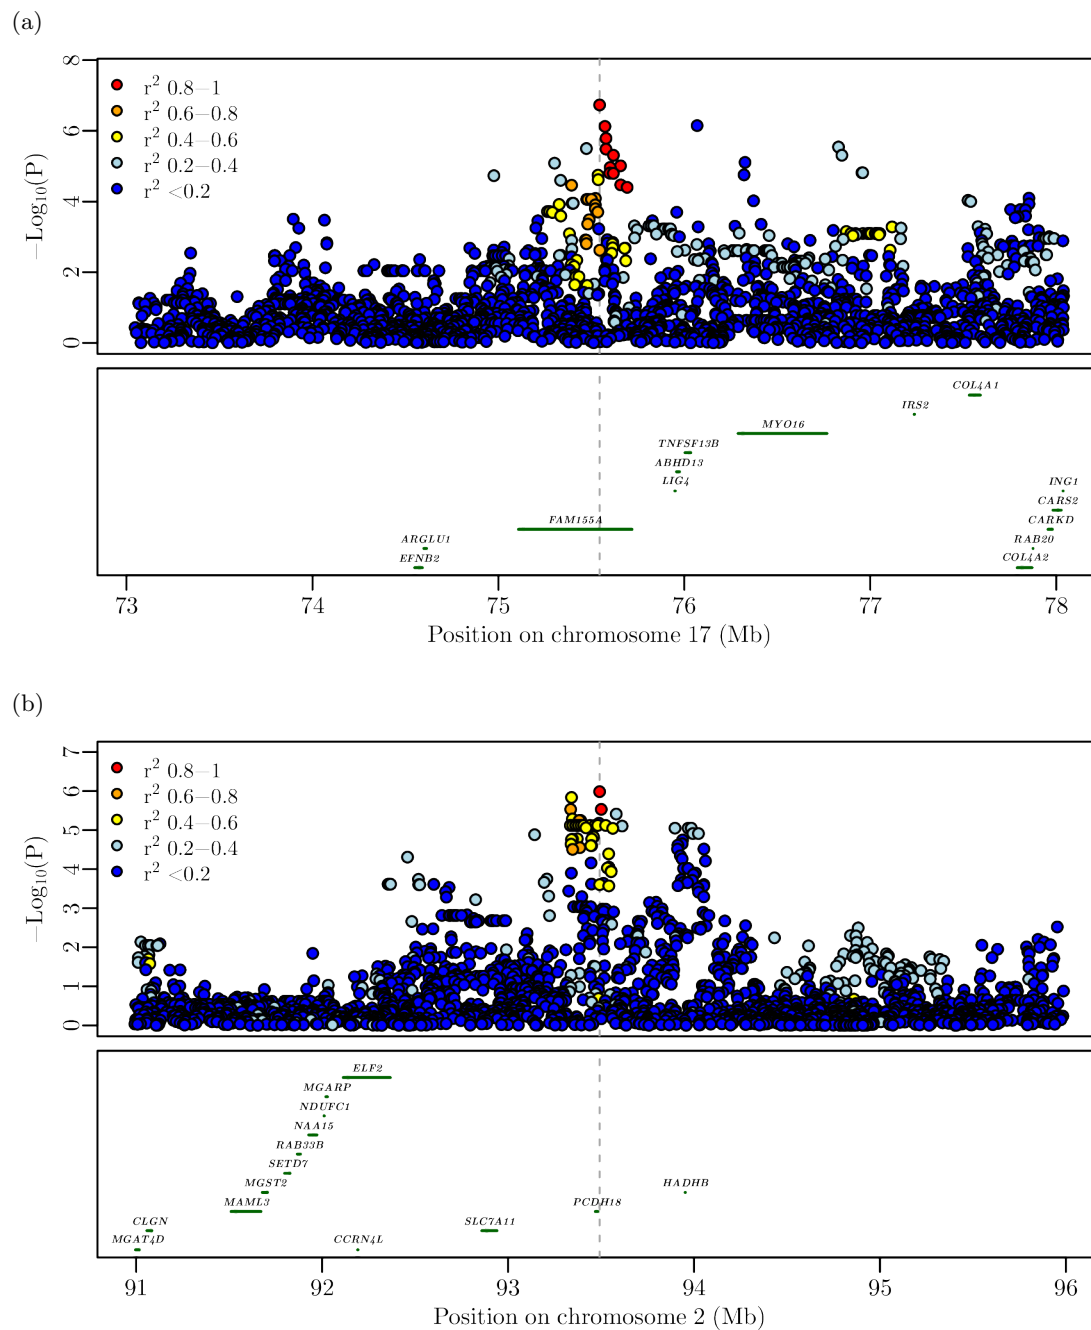 (a)
8
6
4
2
0
−Log10(P)
r2 0.8−1
r2 0.6−0.8
r2 0.4−0.6
r2 0.2−0.4
r2 <0.2
COL4A1
IRS2
MYO16
TNFSF13B
ABHD13
LIG4
ING1
CARS2
FAM155A
CARKD
ARGLU1
RAB20
EFNB2
COL4A2
73 74 75 76 77 78
Position on chromosome 17 (Mb)
(b)
7
6
5
4
3
2
1
0
−Log10(P)
r2 0.8−1
r2 0.6−0.8
r2 0.4−0.6
r2 0.2−0.4
r2 <0.2
ELF2
MGARP
NDUFC1
NAA15
RAB33B
SETD7
MGST2
HADHB
MAML3
PCDH18
CLGN
SLC7A11
MGAT4D
CCRN4L
91 92 93 94 95 96
Position on chromosome 2 (Mb)